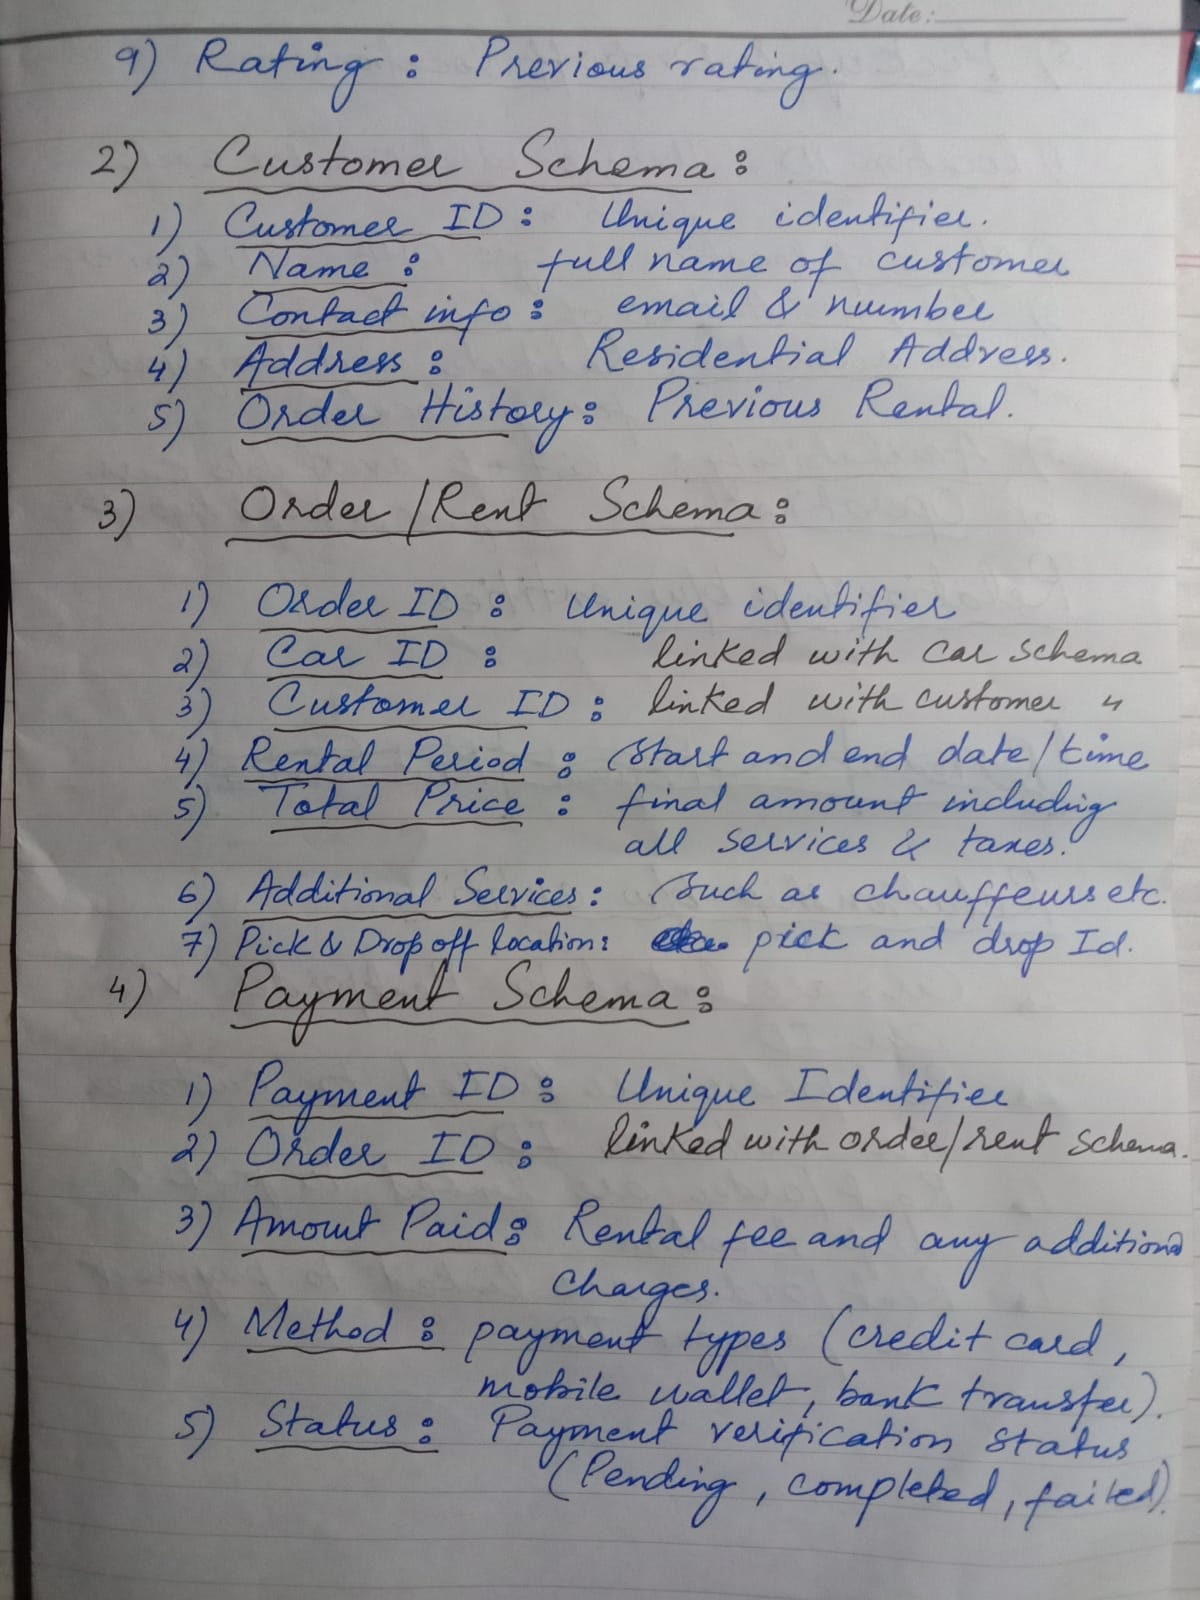 Date:
9) Rating : Previous rating.
2) Customer Schema :
1) Customer ID : Unique identifier.
2) Name : full name of customer
3) Contact info : email & number
4) Address : Residential Address.
5) Order History : Previous Rental.
3) Order / Rent Schema :
1) Order ID : Unique identifier
2) Car ID : linked with car schema
3) Customer ID : linked with customer "
4) Rental Period : Start and end date/time
5) Total Price : final amount including
all services & taxes.
6) Additional Services : Such as chauffeurs etc.
7) Pick & Drop off location : pick and drop Id.
4) Payment Schema :
1) Payment ID : Unique Identifier
2) Order ID : linked with order/rent schema.
3) Amount Paid : Rental fee and any additional
charges.
4) Method : payment types (credit card,
mobile wallet, bank transfer).
5) Status : Payment verification status
(Pending, completed, failed).